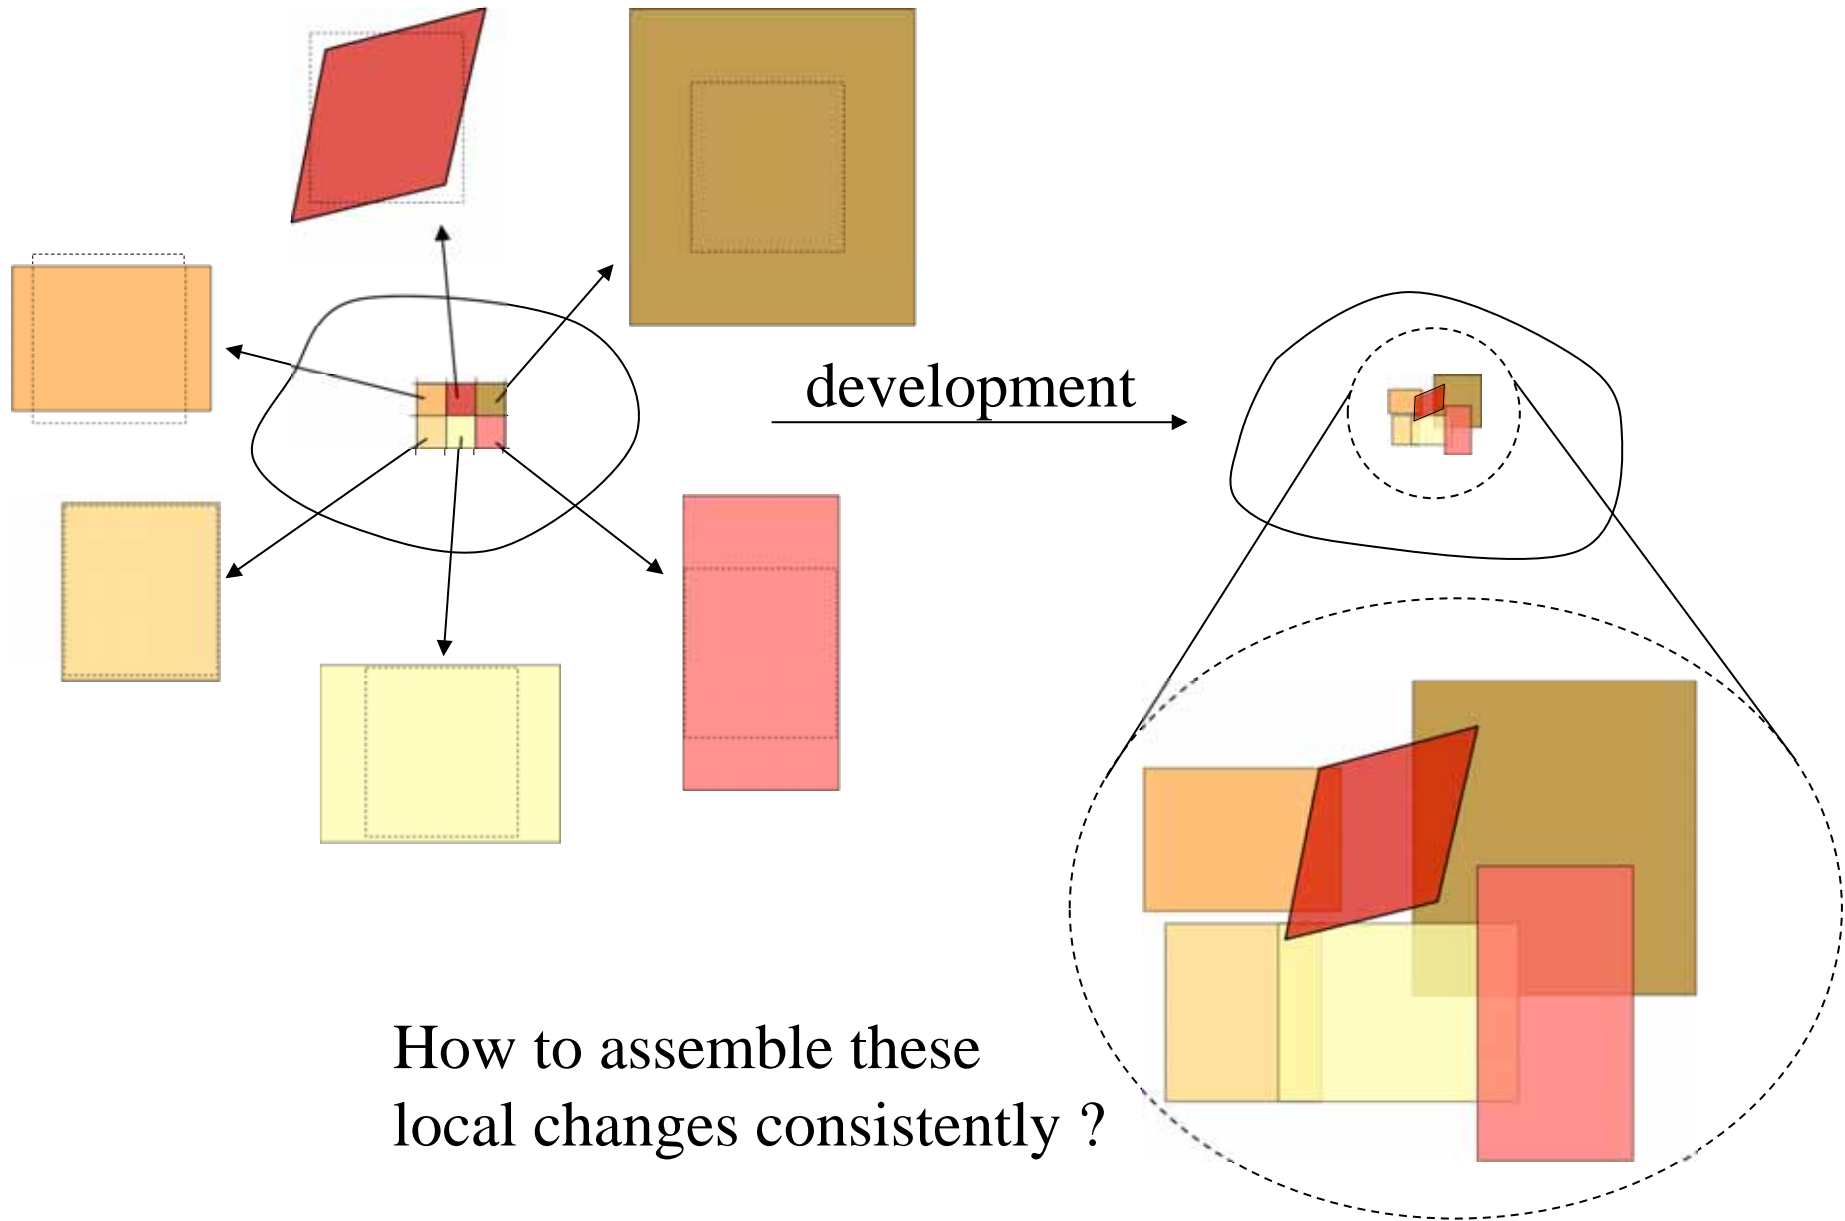 development
How to assemble these
local changes consistently ?